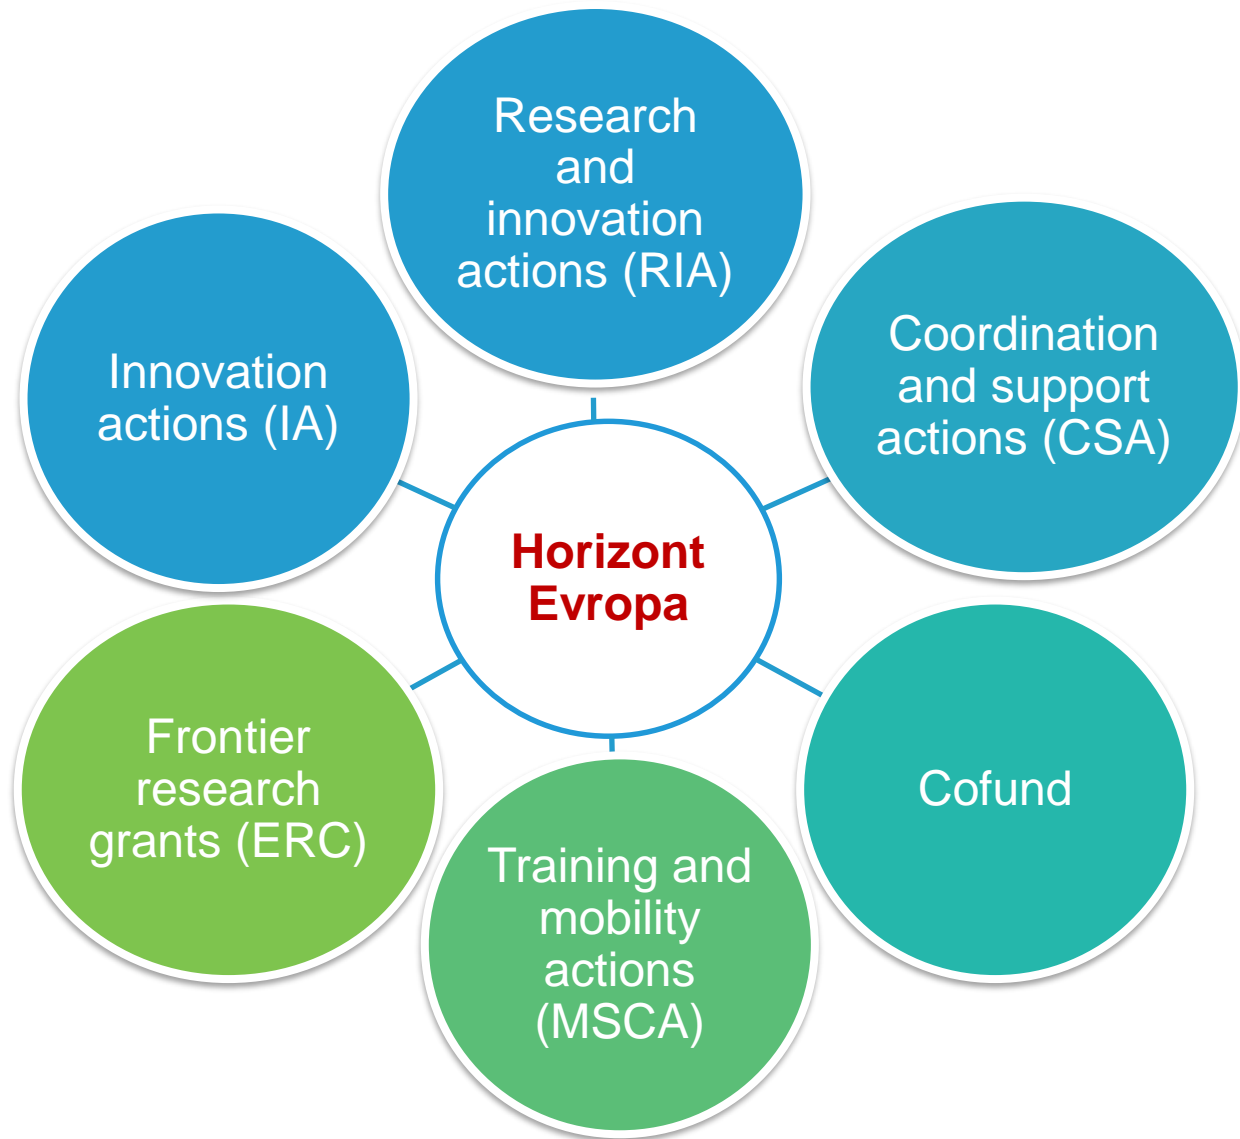 Research
and
innovation
actions (RIA)
Coordination
and support
actions (CSA)
Cofund
Training and
mobility
actions
(MSCA)
Frontier
research
grants (ERC)
Innovation
actions (IA)
Horizont
Evropa